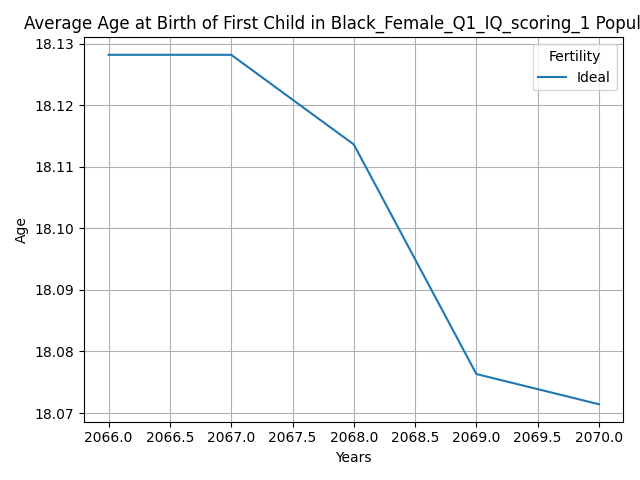 Average Age at Birth of First Child in Black_Female_Q1_IQ_scoring_1 Popul
18.13
18.12
18.11
18.10
18.09
18.08
18.07
Age
Fertility
Ideal
2066.0 2066.5 2067.0 2067.5 2068.0 2068.5 2069.0 2069.5 2070.0
Years